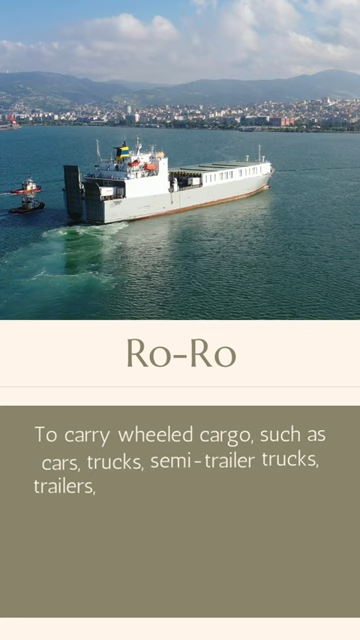 Ro-Ro
To carry wheeled cargo, such as
cars, trucks, semi-trailer trucks,
trailers,